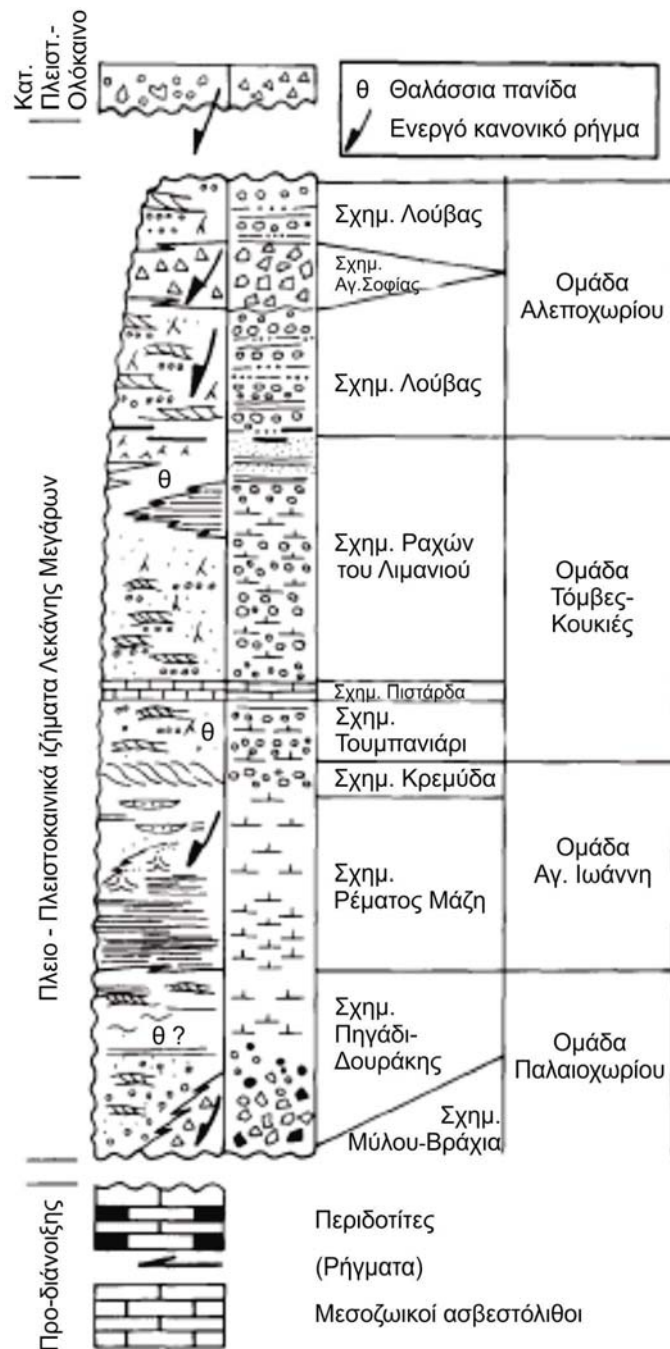 Κατ.
Πλειστ.-
Ολόκαινο
θ Θαλάσσια πανίδα
Ενεργό κανονικό ρήγμα
Πλειο - Πλειστοκαινικά ιζήματα Λεκάνης Μεγάρων
Σχημ. Λούβας
Σχημ.
Αγ.Σοφίας
Ομάδα
Αλεποχωρίου
Σχημ. Λούβας
θ
Σχημ. Ραχών
του Λιμανιού
Ομάδα
Τόμβες-
Κουκιές
Σχημ. Πιστάρδα
θ
Σχημ.
Τουμπανιάρι
Σχημ. Κρεμύδα
Σχημ.
Ρέματος Μάζη
Ομάδα
Αγ. Ιωάννη
θ ?
Σχημ.
Πηγάδι-
Δουράκης
Ομάδα
Παλαιοχωρίου
Σχημ.
Μύλου-Βράχια
Προ-διάνοιξης
Περιδοτίτες
(Ρήγματα)
Μεσοζωικοί ασβεστόλιθοι